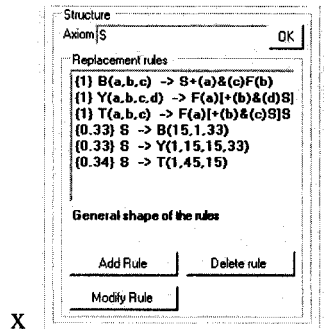 Structure
Axiom S OK
Replacement rules
{1} B(a,b,c) -> S+(a)&(c)F(b)
{1} Y(a,b,c,d) -> F(a)[+(b)&(d)S]
{1} T(a,b,c) -> F(a)[+(b)&(c)S]S
{0.33} S -> B(15,1,33)
{0.33} S -> Y(1,15,15,33)
{0.34} S -> T(1,45,15)
General shape of the rules
Add Rule Delete rule
Modify Rule
X